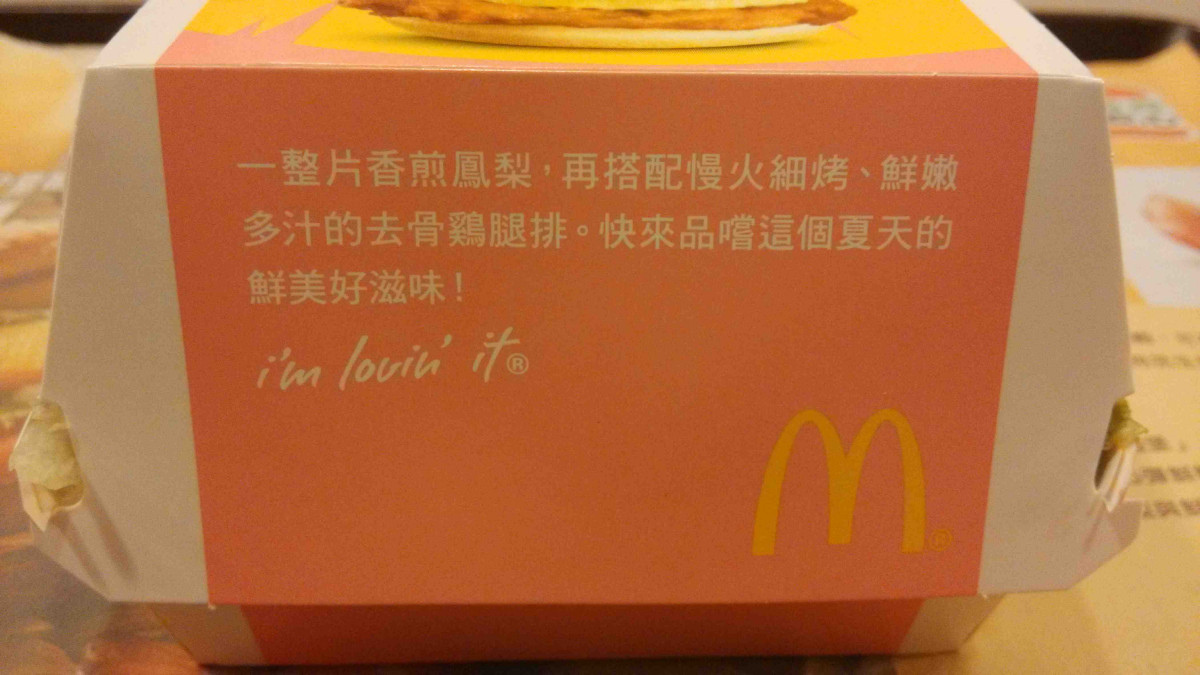 一整片香煎鳳梨，再搭配慢火細烤、鮮嫩
多汁的去骨鷄腿排。快來品嚐這個夏天的
鮮美好滋味！
i'm lovin' it®